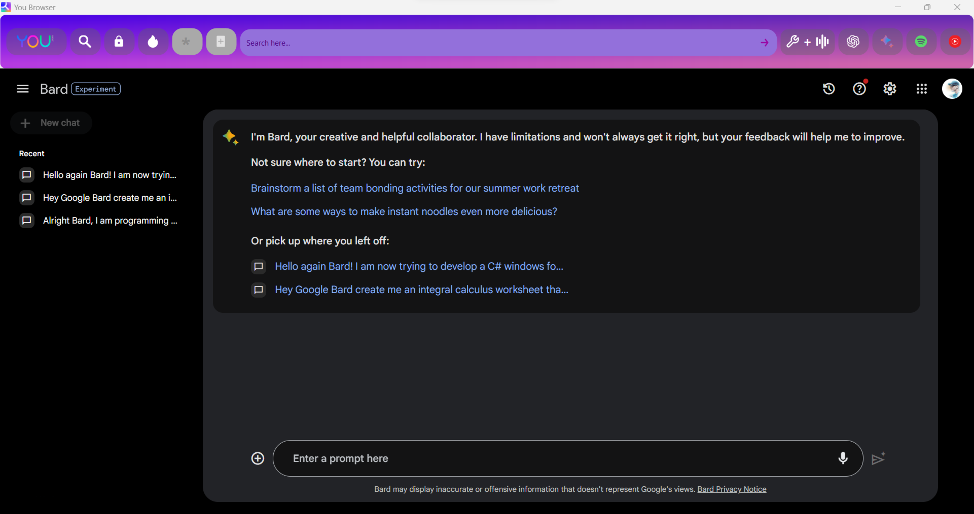 You Browser
YOU!
Search here...
Bard Experiment
New chat
Recent
Hello again Bard! I am now tryin...
Hey Google Bard create me an i...
Alright Bard, I am programming ...
I'm Bard, your creative and helpful collaborator. I have limitations and won't always get it right, but your feedback will help me to improve.
Not sure where to start? You can try:
Brainstorm a list of team bonding activities for our summer work retreat
What are some ways to make instant noodles even more delicious?
Or pick up where you left off:
Hello again Bard! I am now trying to develop a C# windows fo...
Hey Google Bard create me an integral calculus worksheet tha...
Enter a prompt here
Bard may display inaccurate or offensive information that doesn't represent Google's views. Bard Privacy Notice